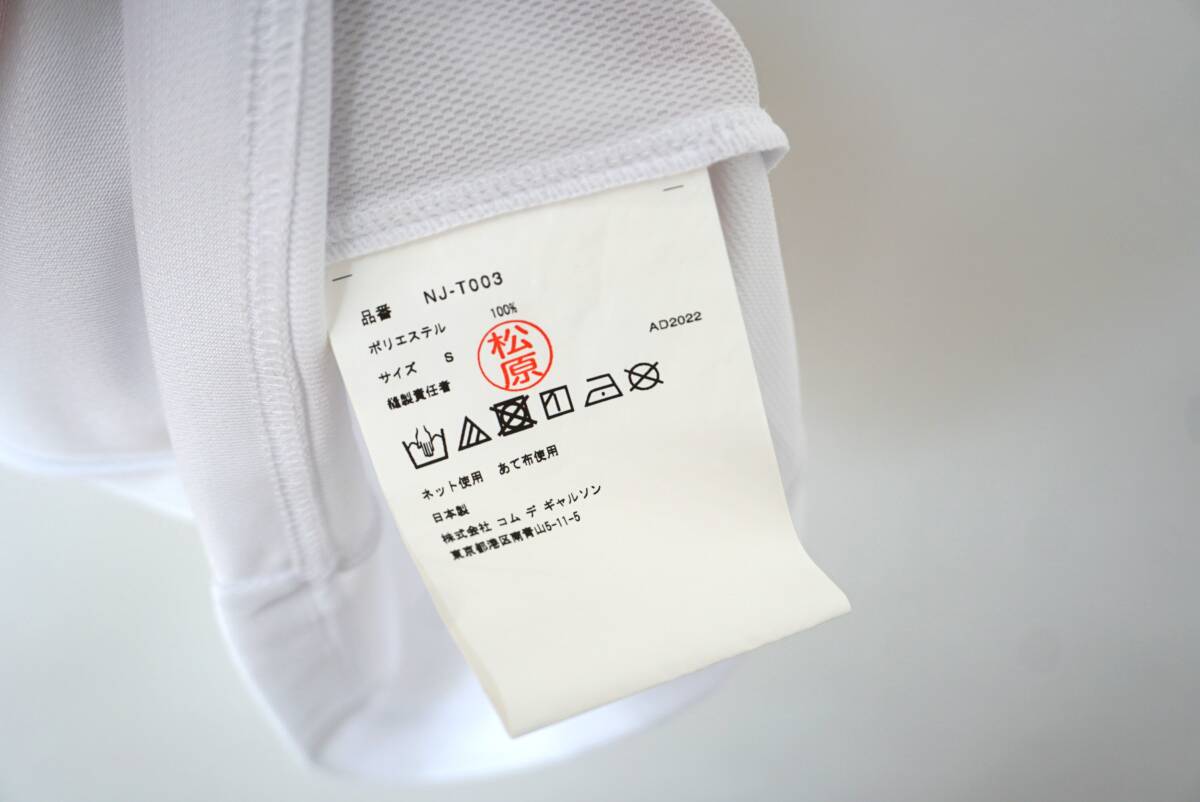 品番 NJ-T003
ポリエステル 100%
サイズ S
縫製責任者 松原
AD2022
ネット使用 あて布使用
日本製
株式会社 コム デ ギャルソン
東京都港区南青山5-11-5